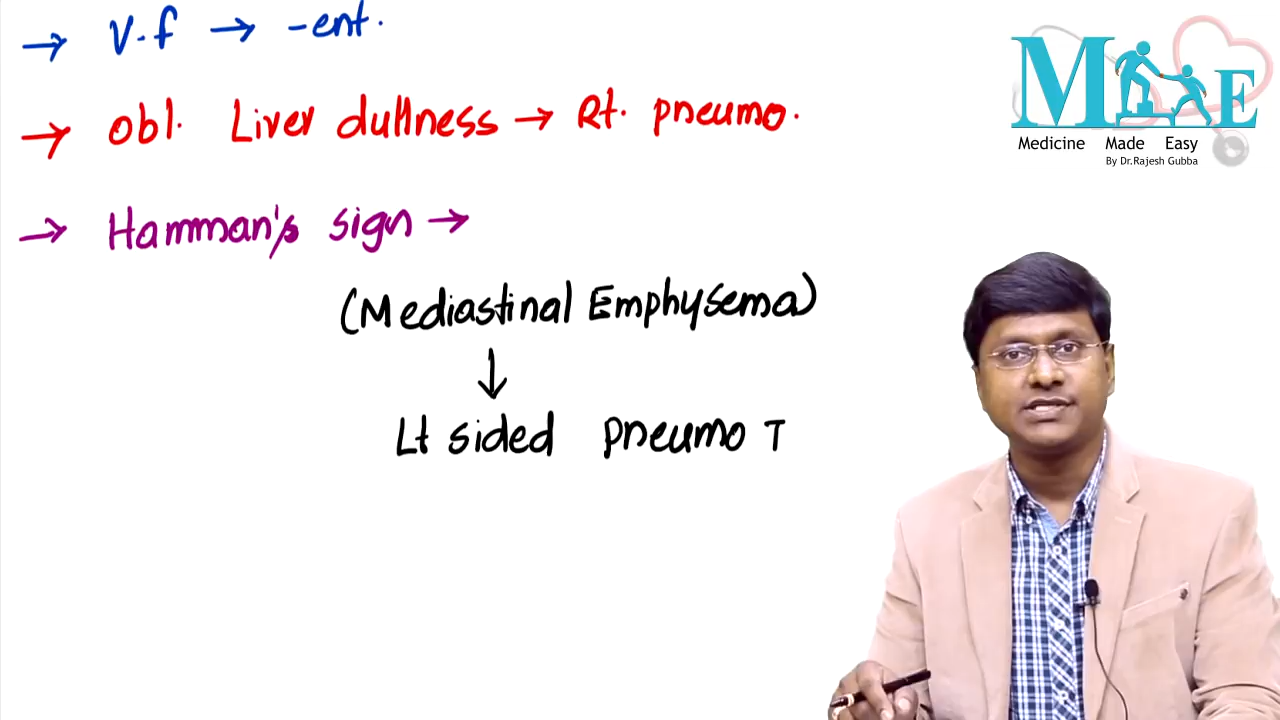 → V.f → -ent.
→ Obl. Liver dullness → Rt. pneumo.
→ Hamman's sign →
(Mediastinal Emphysema)
↓
Lt sided pneumo T
MME
Medicine Made Easy
By Dr.Rajesh Gubba